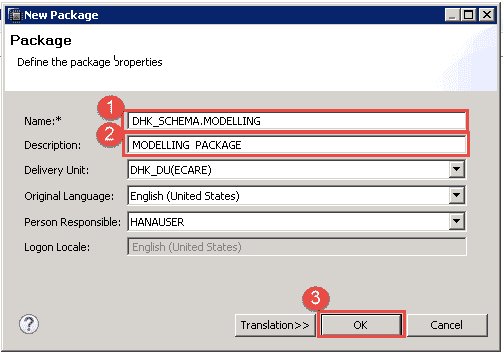 New Package
Package
Define the package properties
1
Name:* DHK_SCHEMA.MODELLING
2
Description: MODELLING PACKAGE
Delivery Unit: DHK_DU(ECARE)
Original Language: English (United States)
Person Responsible: HANAUSER
Logon Locale: English (United States)
3
? Translation>> OK Cancel